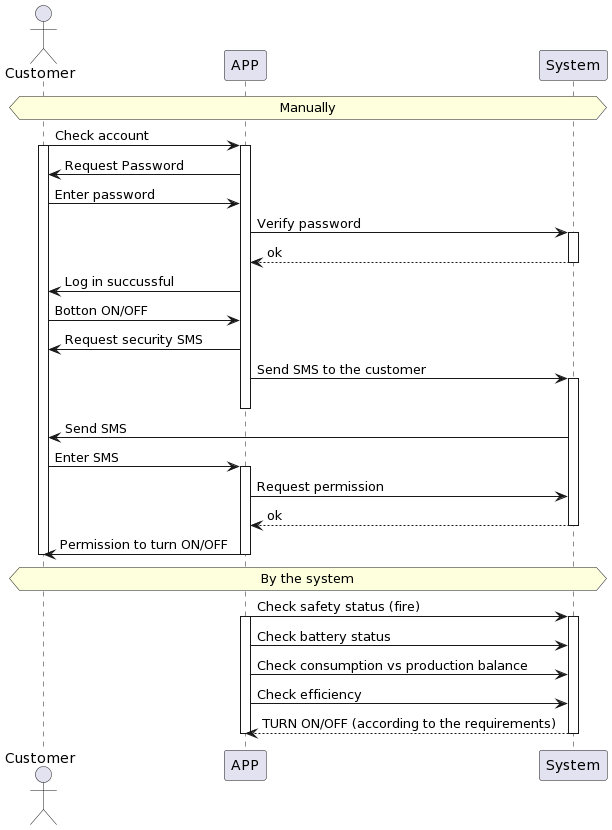 Customer
APP
System
Manually
Check account
Request Password
Enter password
Verify password
ok
Log in succussful
Botton ON/OFF
Request security SMS
Send SMS to the customer
Send SMS
Enter SMS
Request permission
ok
Permission to turn ON/OFF
By the system
Check safety status (fire)
Check battery status
Check consumption vs production balance
Check efficiency
TURN ON/OFF (according to the requirements)
Customer
APP
System